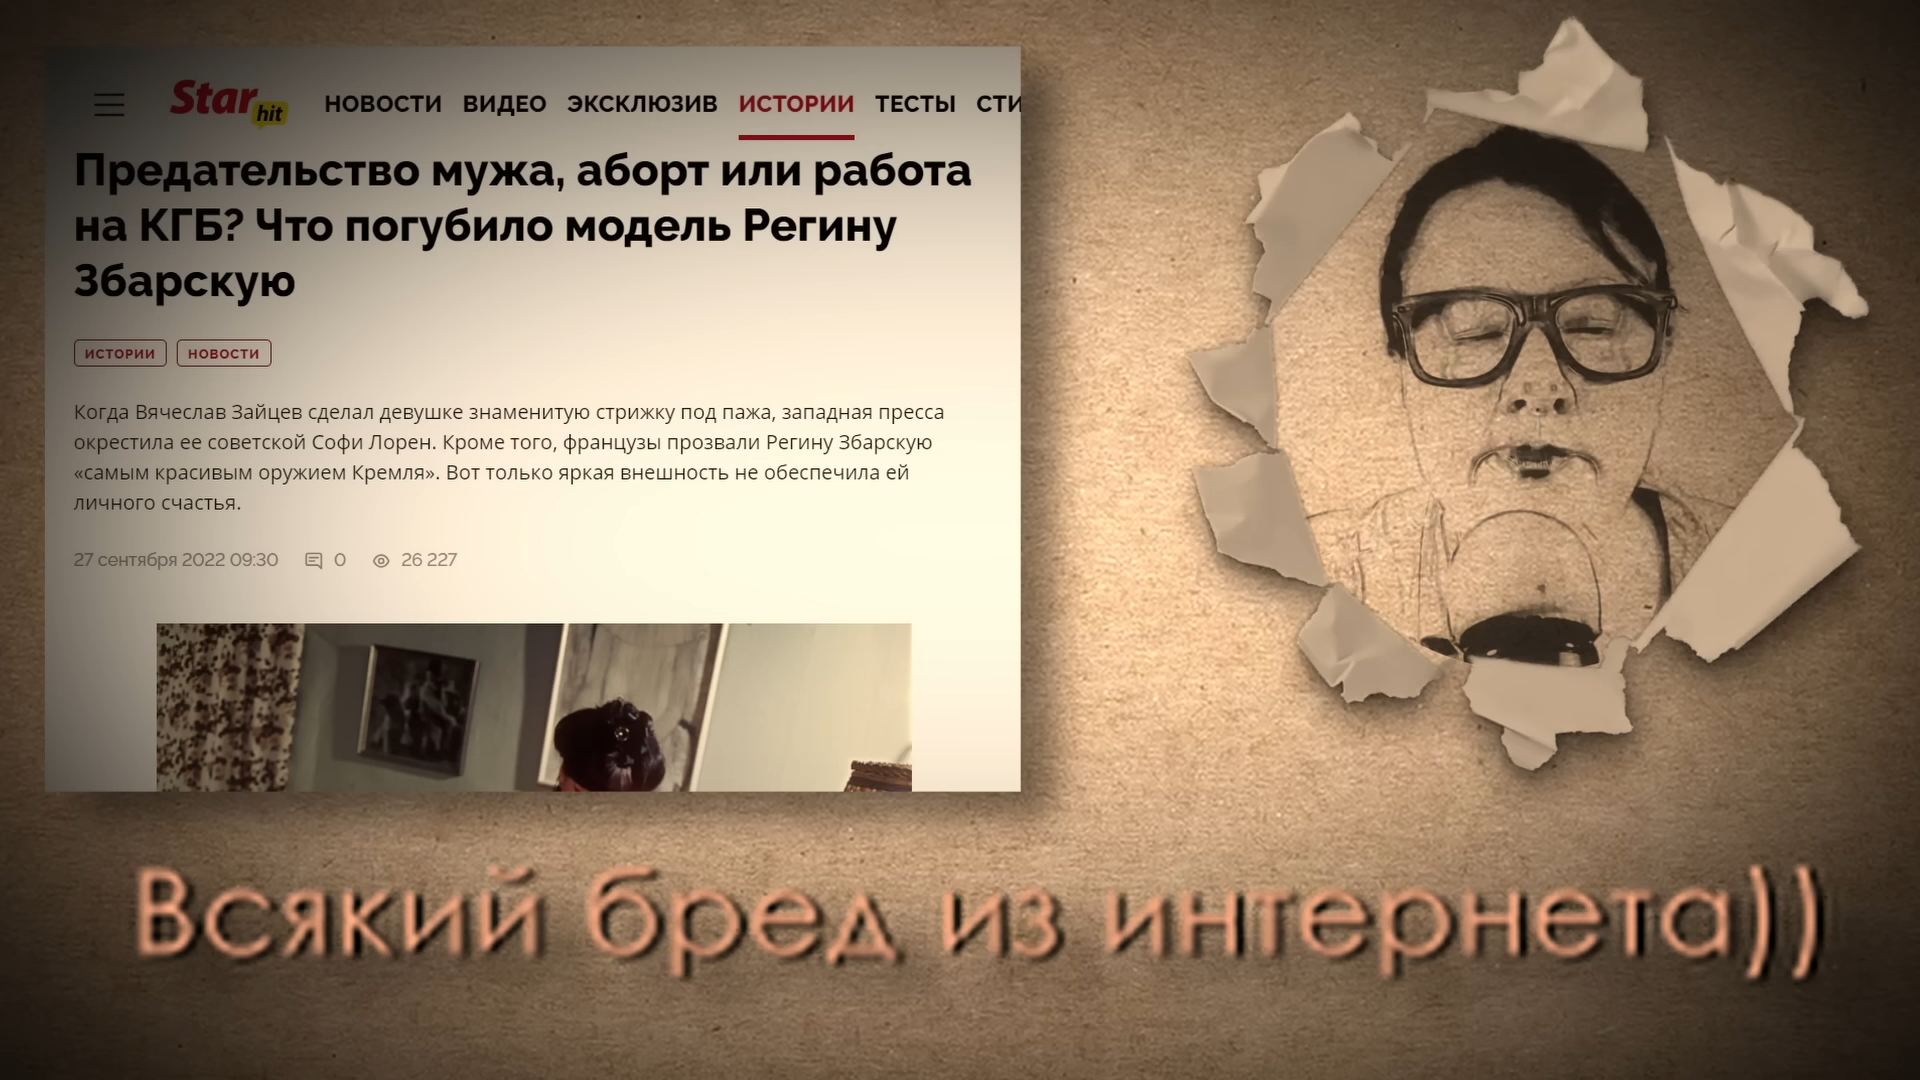 Star hit НОВОСТИ ВИДЕО ЭКСКЛЮЗИВ ИСТОРИИ ТЕСТЫ СТИ
Предательство мужа, аборт или работа
на КГБ? Что погубило модель Регину
Збарскую
ИСТОРИИ НОВОСТИ
Когда Вячеслав Зайцев сделал девушке знаменитую стрижку под пажа, западная пресса
окрестила ее советской Софи Лорен. Кроме того, французы прозвали Регину Збарскую
«самым красивым оружием Кремля». Вот только яркая внешность не обеспечила ей
личного счастья.
27 сентября 2022 09:30 0 26 227
Всякий бред из интернета))